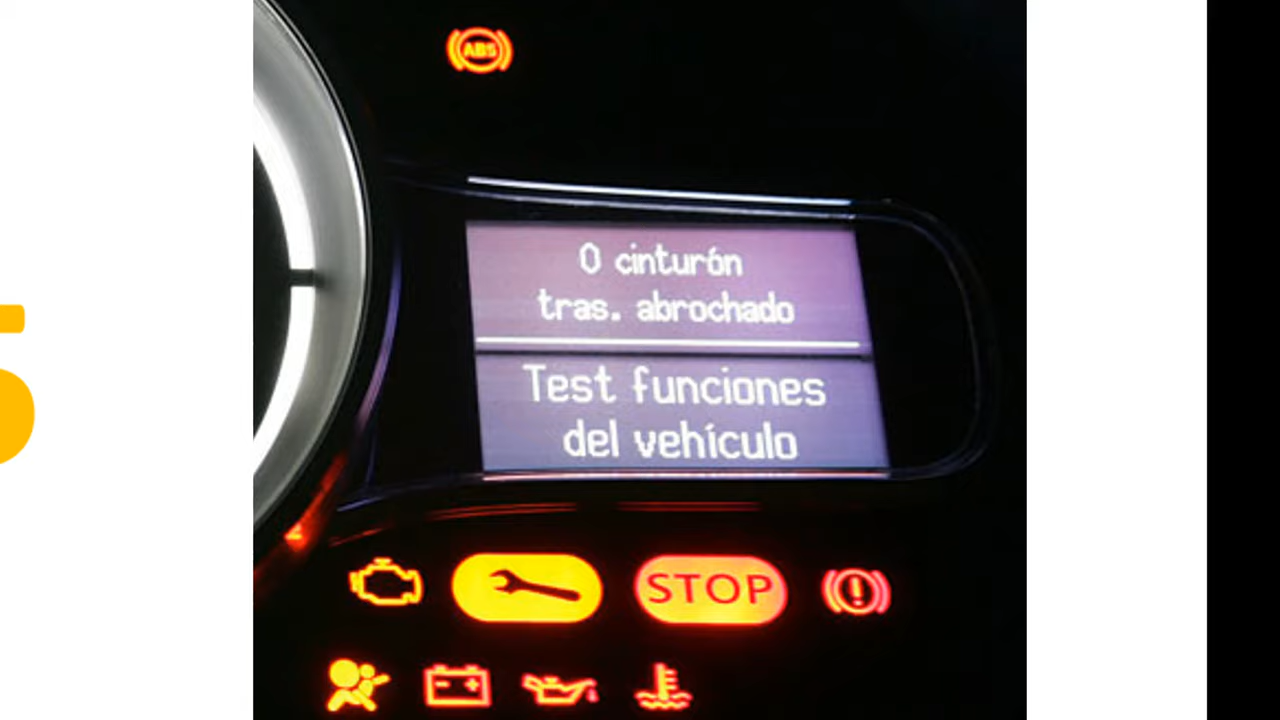 ABS
0 cinturón
tras. abrochado
Test funciones
del vehículo
STOP